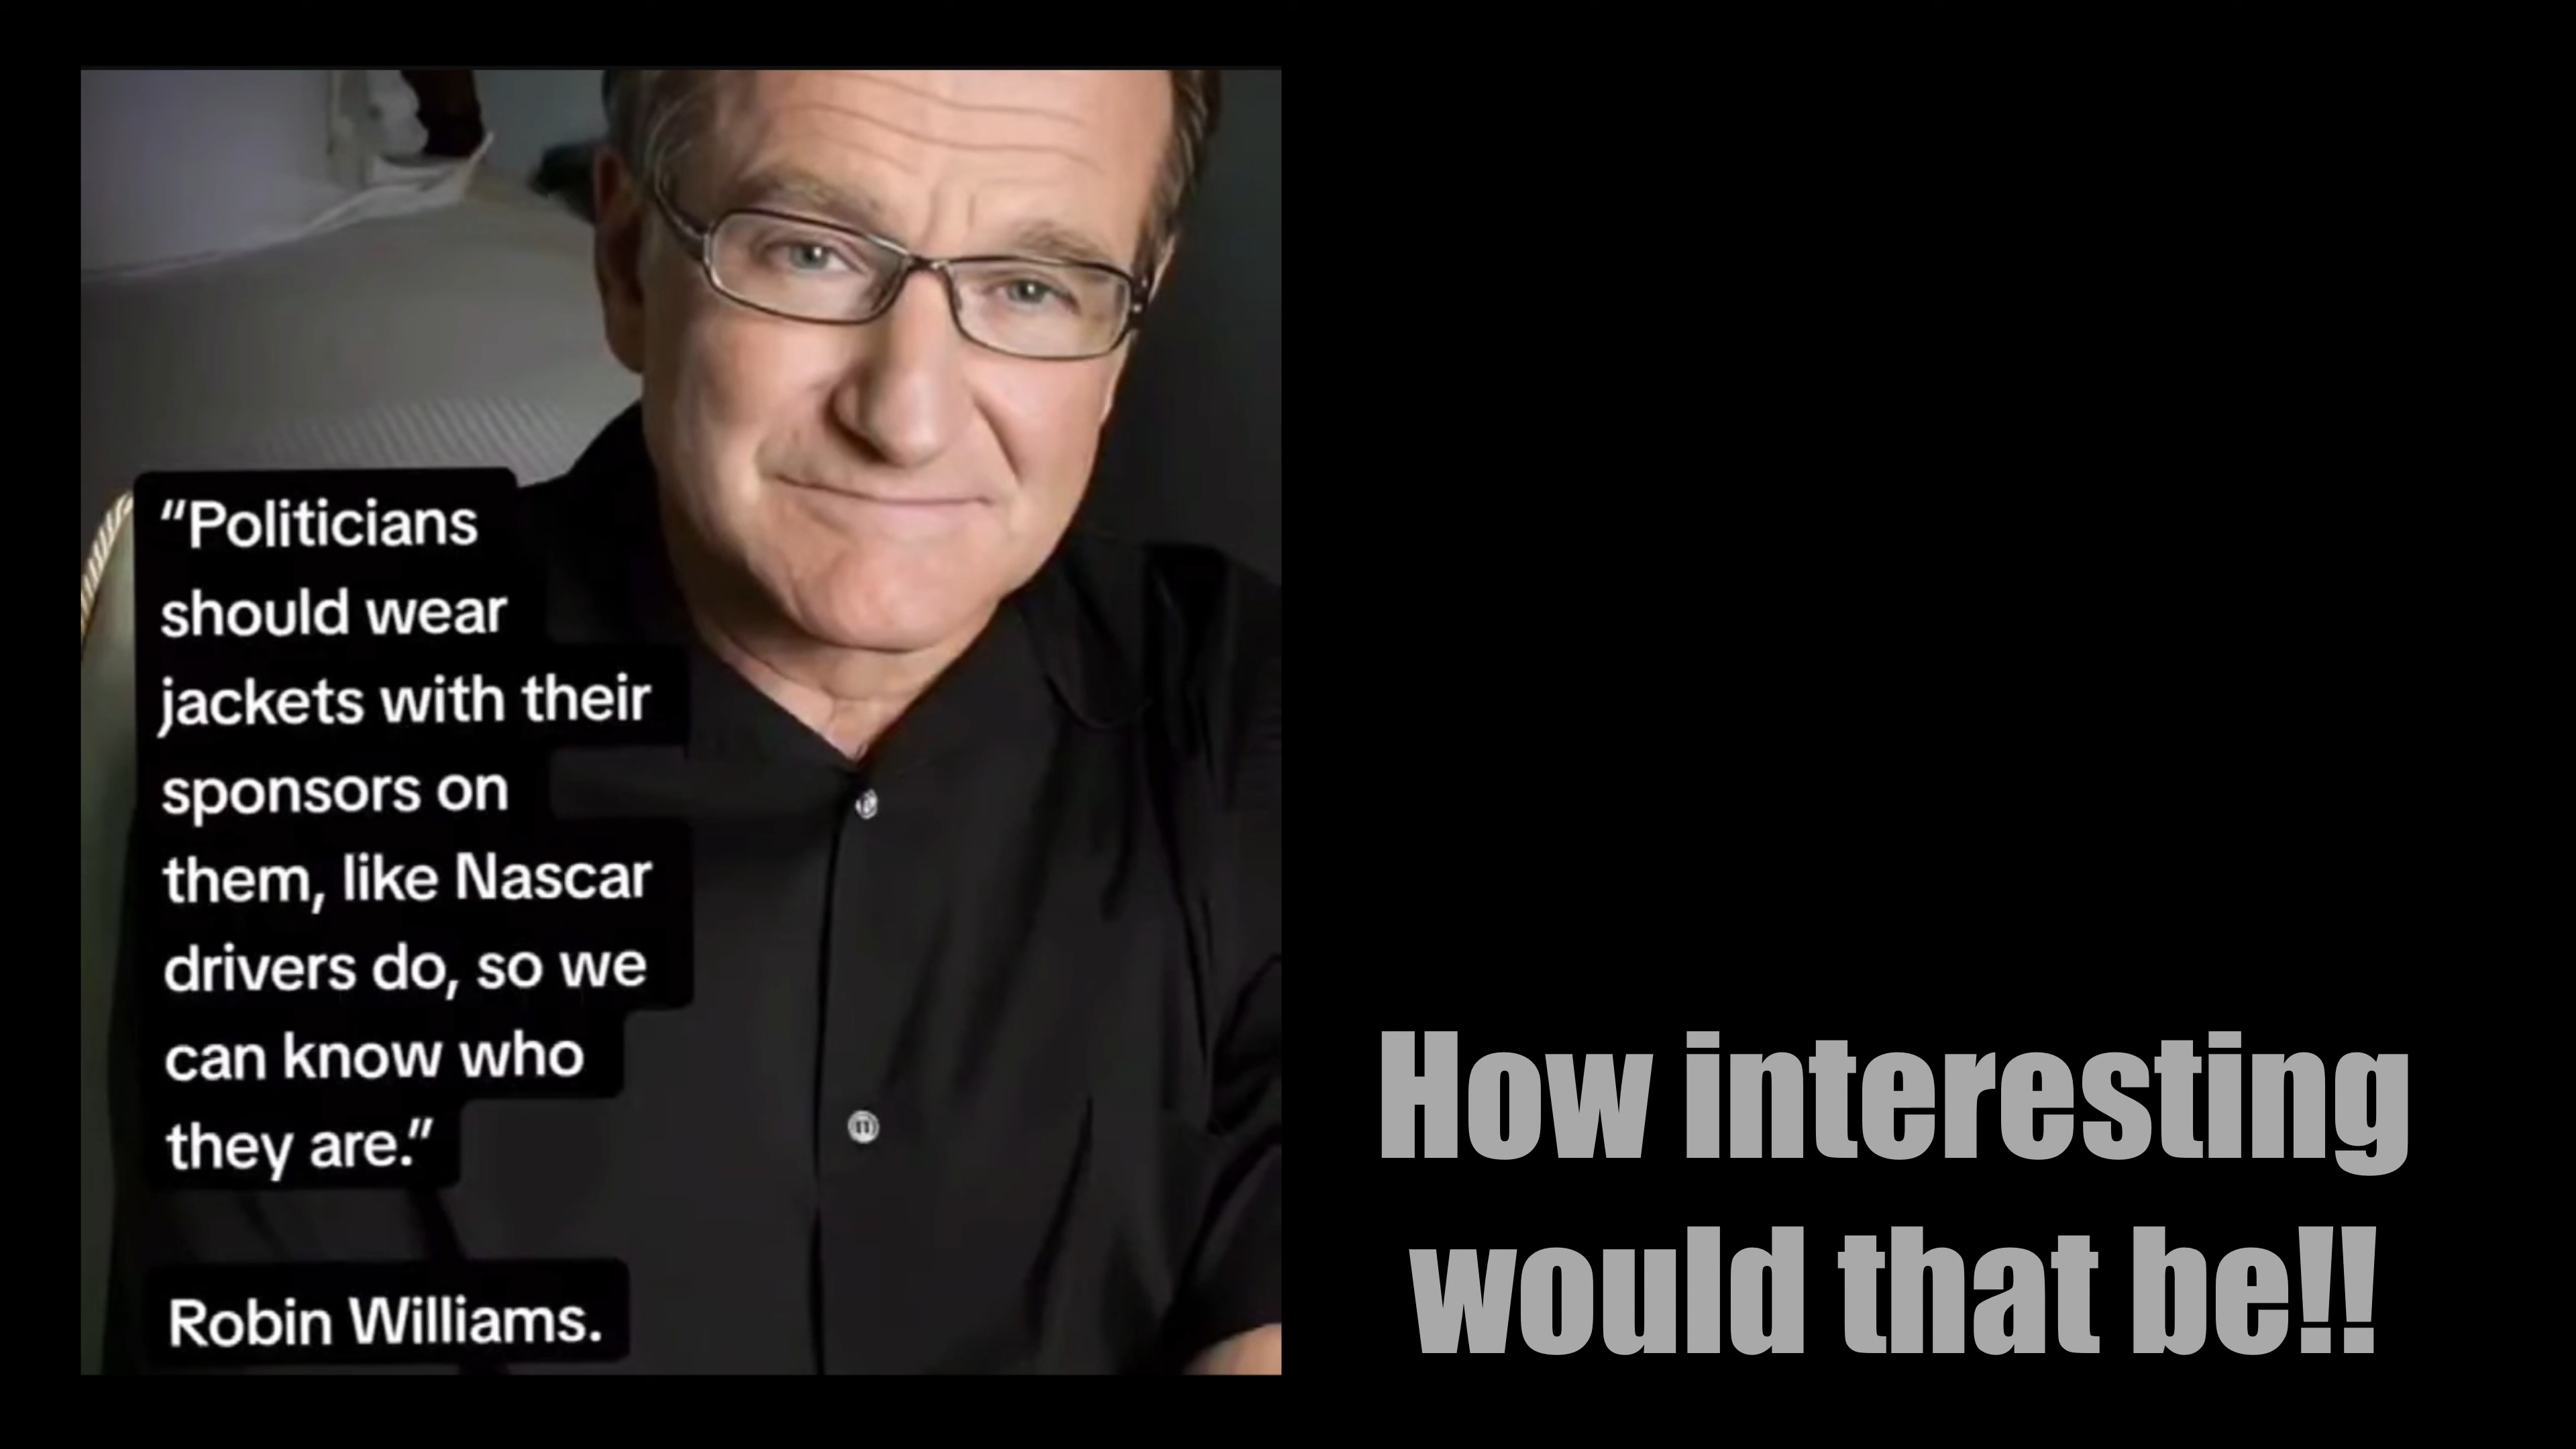 “Politicians
should wear
jackets with their
sponsors on
them, like Nascar
drivers do, so we
can know who
they are.”
Robin Williams.
How interesting
would that be!!